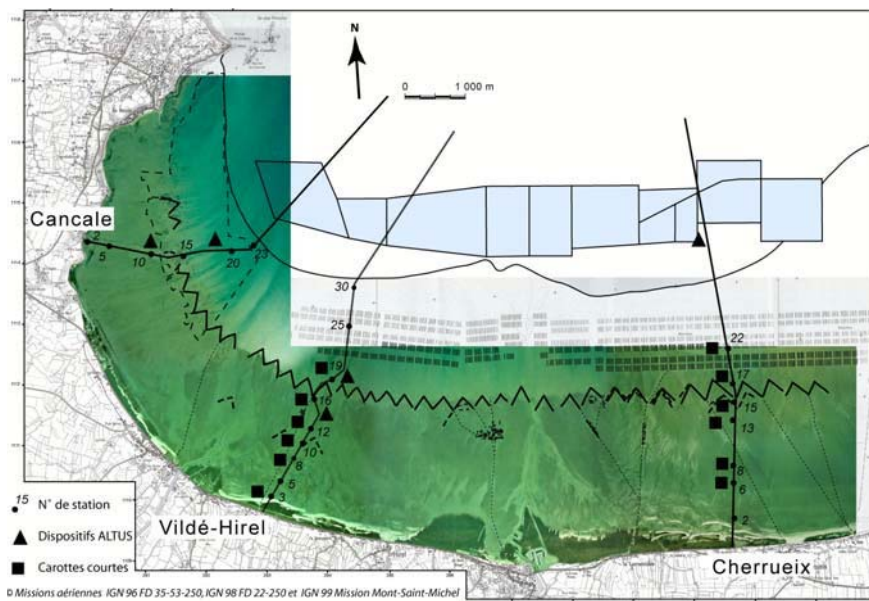 N
0 1 000 m
Cancale
2
5
10
15
20
23
30
25
19
16
12
10
8
5
3
22
17
15
13
8
6
2
15 N° de station
Dispositifs ALTUS
Carottes courtes
Vildé-Hirel
Cherrueix
© Missions aériennes IGN 96 FD 35-53-250, IGN 98 FD 22-250 et IGN 99 Mission Mont-Saint-Michel